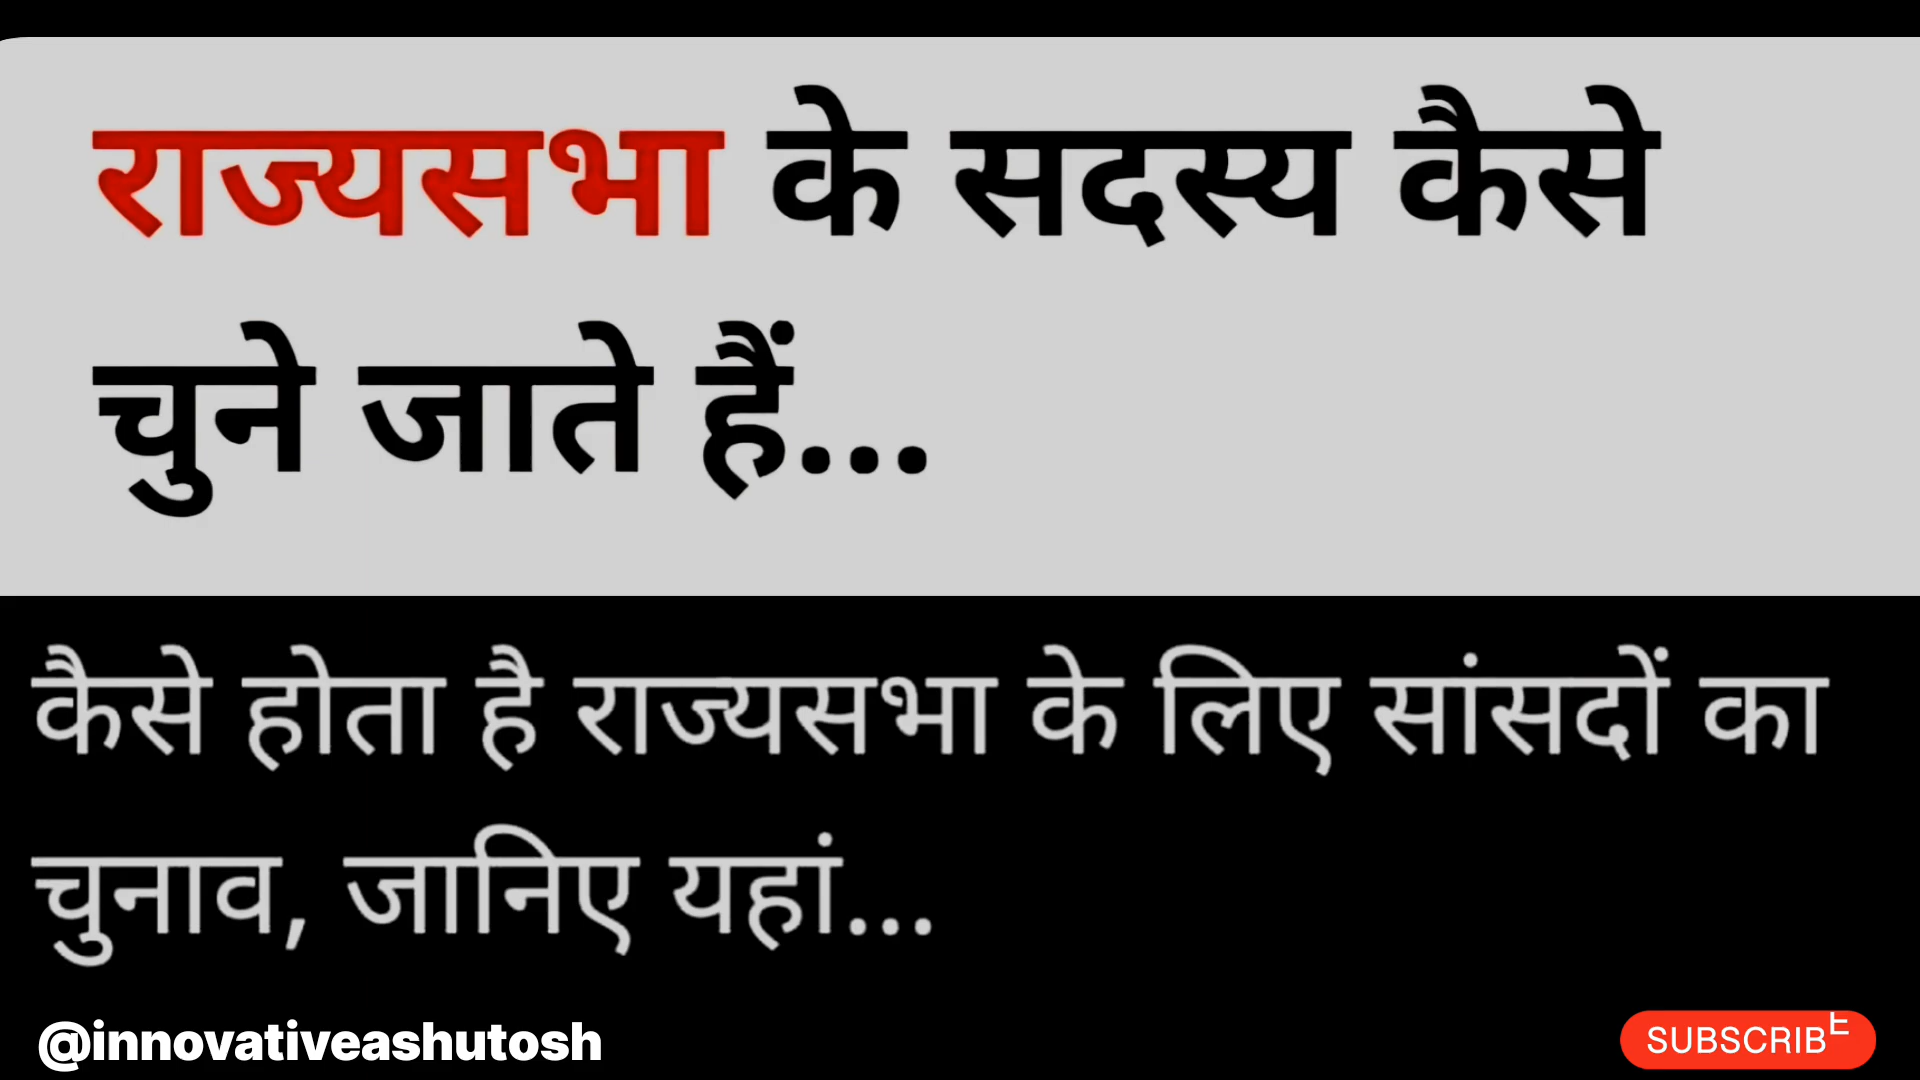 राज्यसभा के सदस्य कैसे
चुने जाते हैं...
कैसे होता है राज्यसभा के लिए सांसदों का
चुनाव, जानिए यहां...
@innovativeashutosh
SUBSCRIBE